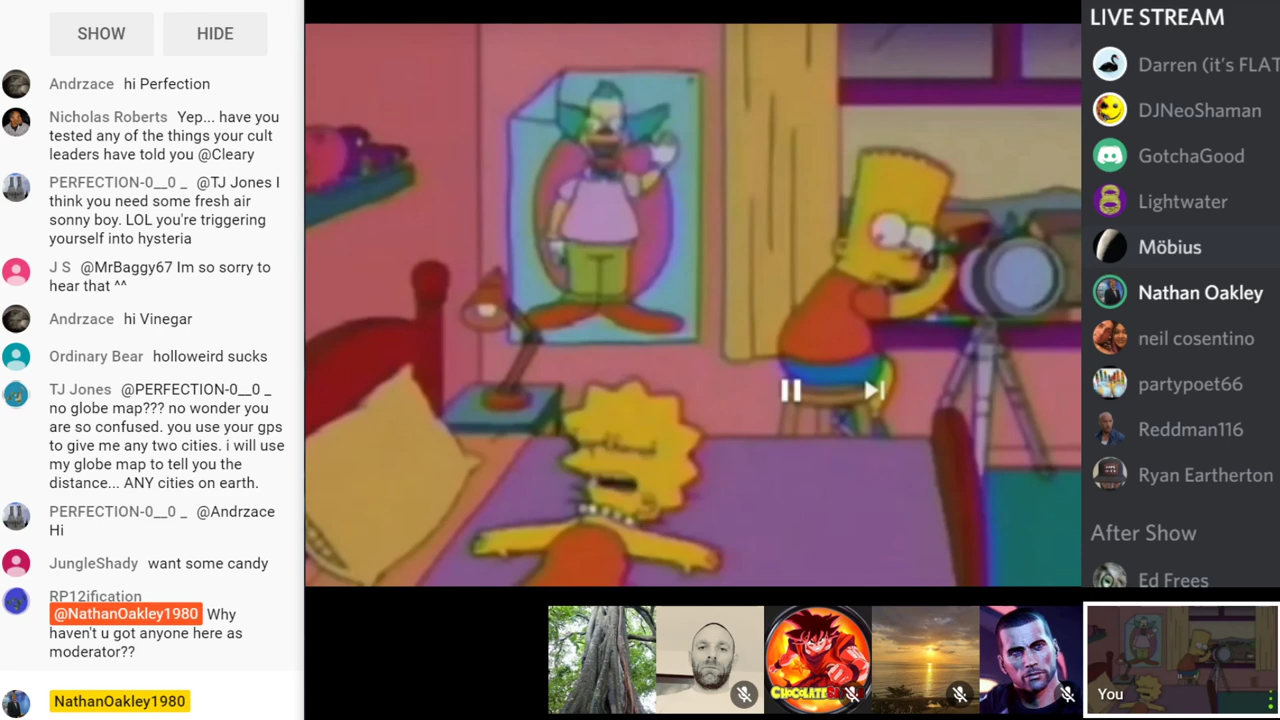 SHOW
HIDE
Andrzace hi Perfection
Nicholas Roberts Yep... have you
tested any of the things your cult
leaders have told you @Cleary
PERFECTION-0__0 _ @TJ Jones I
think you need some fresh air
sonny boy. LOL you're triggering
yourself into hysteria
J S @MrBaggy67 Im so sorry to
hear that ^^
Andrzace hi Vinegar
Ordinary Bear holloweird sucks
TJ Jones @PERFECTION-0__0 _
no globe map??? no wonder you
are so confused. you use your gps
to give me any two cities. i will use
my globe map to tell you the
distance... ANY cities on earth.
PERFECTION-0__0 _ @Andrzace
Hi
JungleShady want some candy
RP12ification
@NathanOakley1980 Why
haven't u got anyone here as
moderator??
NathanOakley1980
CHOCOLATE
You
LIVE STREAM
Darren (it's FLAT
DJNeoShaman
GotchaGood
Lightwater
Möbius
Nathan Oakley
neil cosentino
partypoet66
Reddman116
Ryan Eartherton
After Show
Ed Frees